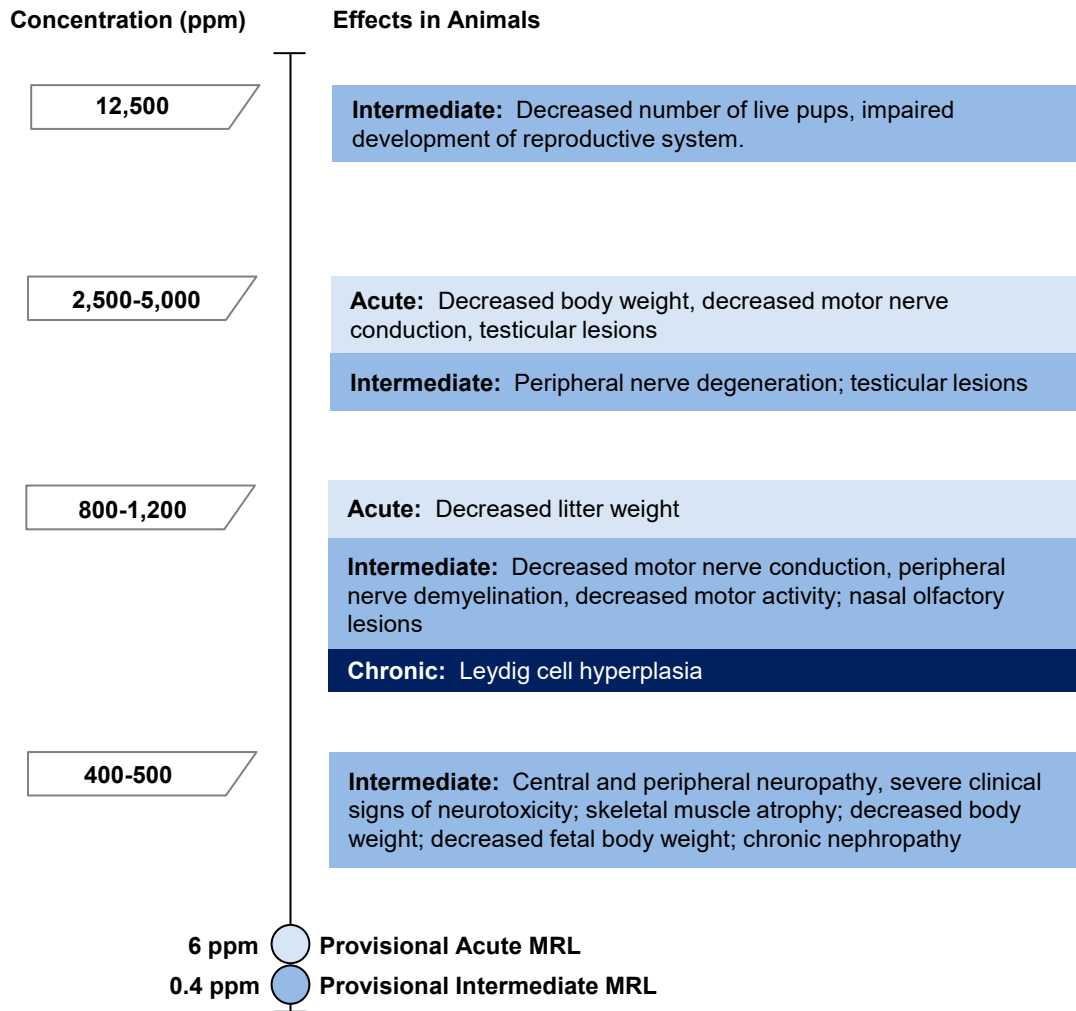 Concentration (ppm)
Effects in Animals
12,500
Intermediate: Decreased number of live pups, impaired
development of reproductive system.
2,500-5,000
Acute: Decreased body weight, decreased motor nerve
conduction, testicular lesions
Intermediate: Peripheral nerve degeneration; testicular lesions
800-1,200
Acute: Decreased litter weight
Intermediate: Decreased motor nerve conduction, peripheral
nerve demyelination, decreased motor activity; nasal olfactory
lesions
Chronic: Leydig cell hyperplasia
400-500
Intermediate: Central and peripheral neuropathy, severe clinical
signs of neurotoxicity; skeletal muscle atrophy; decreased body
weight; decreased fetal body weight; chronic nephropathy
6 ppm Provisional Acute MRL
0.4 ppm Provisional Intermediate MRL